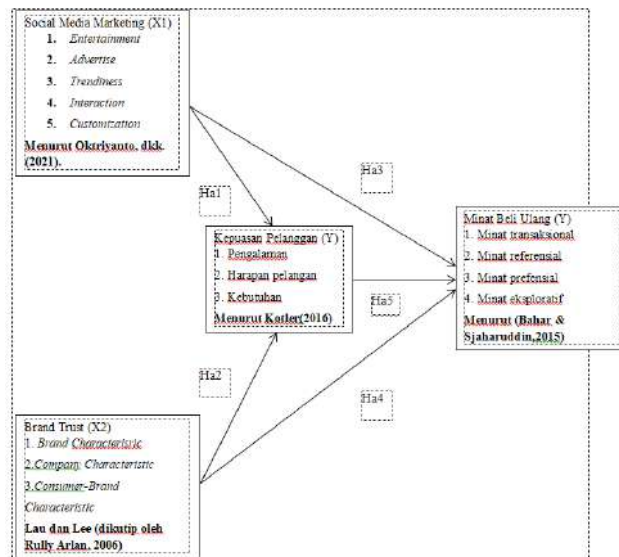 Social Media Marketing (X1)
1. Entertainment
2. Advertise
3. Trendiness
4. Interaction
5. Customization
Menurut Oktriyanto, dkk.
(2021).
Ha1
Ha3
Kepuasan Pelanggan (Y)
1. Pengalaman
2. Harapan pelangan
3. Kebutuhan
Menurut Kotler(2016)
Minat Beli Ulang (Y)
1. Minat transaksional
2. Minat referensial
3. Minat prefensial
4. Minat eksploratif
Menurut (Bahar &
Sjaharuddin,2015)
Ha5
Ha2
Ha4
Brand Trust (X2)
1. Brand Characteristic
2.Company Characteristic
3.Consumer-Brand
Characteristic
Lau dan Lee (dikutip oleh
Rully Arlan, 2006)